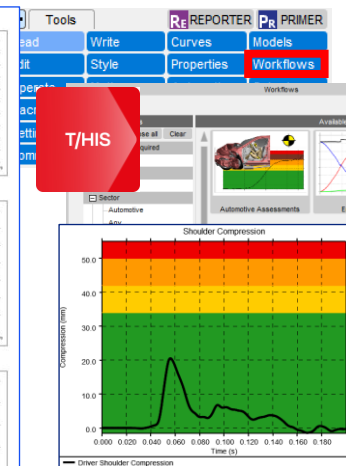 Tools
REPORTER
PRIMER
Write
Curves
Models
Style
Properties
Workflows
Workflows
T/HIS
Clear
Available
Sector
Automotive
Automotive Assessments
Shoulder Compression
Compression (mm)
50.0
40.0
30.0
20.0
10.0
0.0
0.000 0.020 0.040 0.060 0.080 0.100 0.120 0.140 0.160 0.180
Time (s)
Driver Shoulder Compression